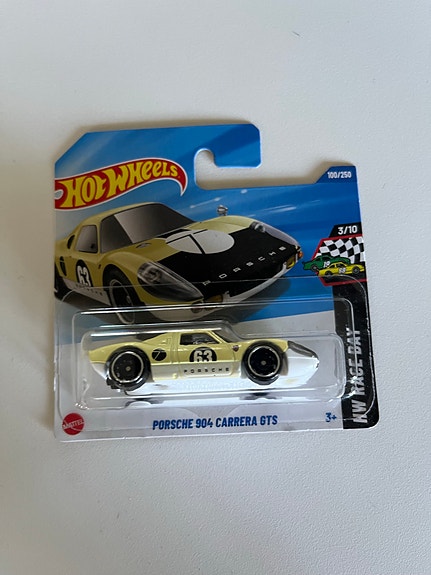 HOT WHEELS
100/250
3/10
63
PORSCHE
HW RACE DAY
7
63
PORSCHE
MATTEL
PORSCHE 904 CARRERA GTS
3+